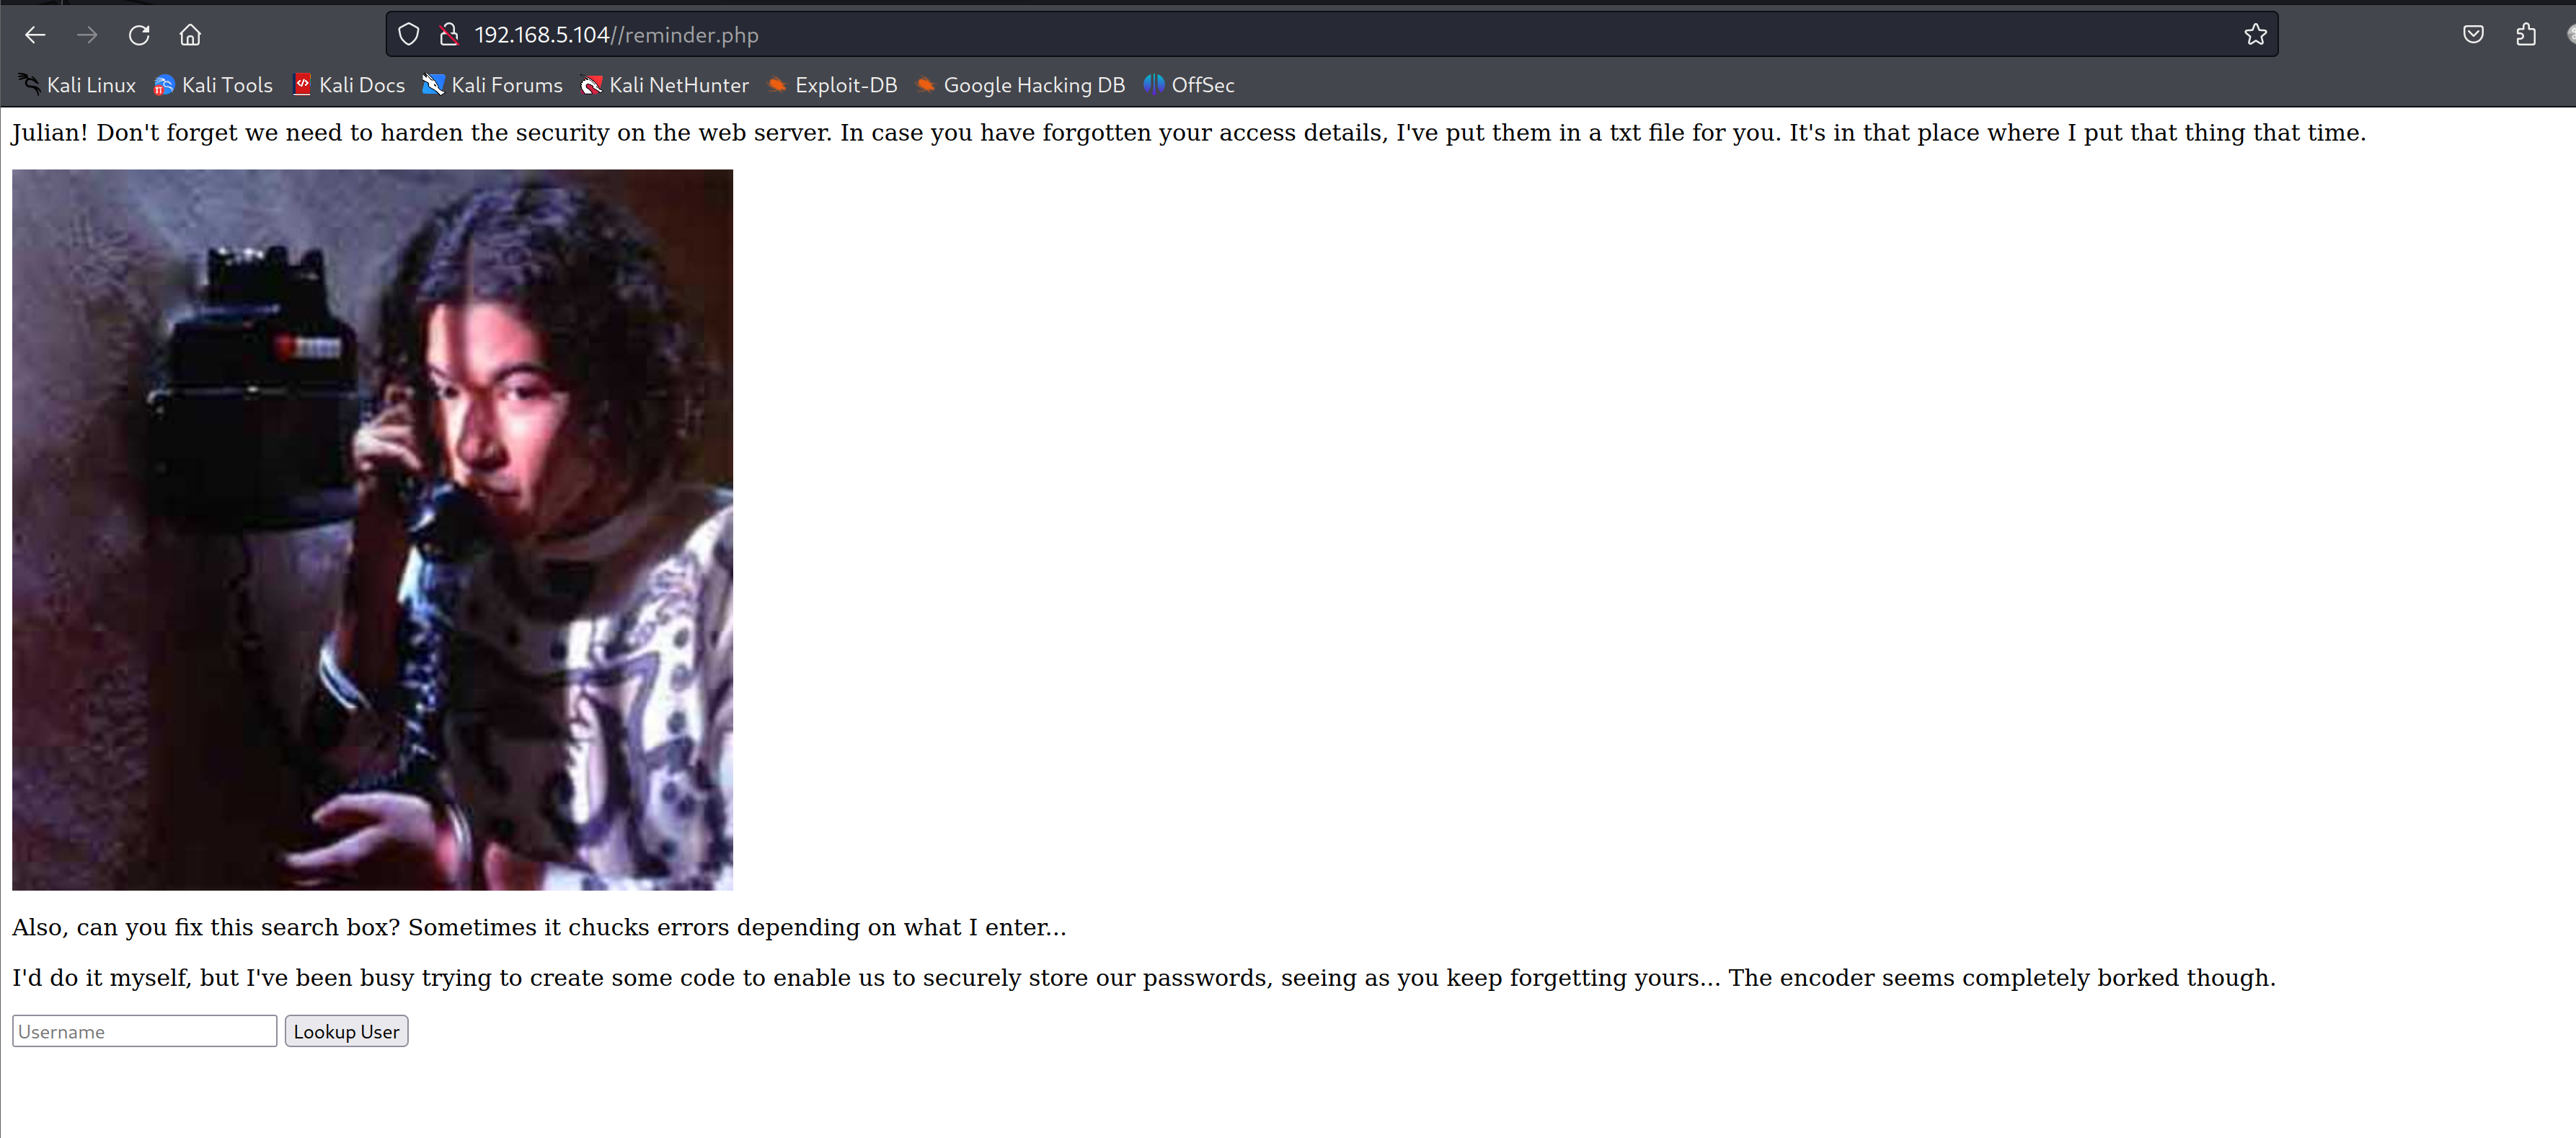 192.168.5.104//reminder.php
Kali Linux Kali Tools Kali Docs Kali Forums Kali NetHunter Exploit-DB Google Hacking DB OffSec
Julian! Don't forget we need to harden the security on the web server. In case you have forgotten your access details, I've put them in a txt file for you. It's in that place where I put that thing that time.
Also, can you fix this search box? Sometimes it chucks errors depending on what I enter...
I'd do it myself, but I've been busy trying to create some code to enable us to securely store our passwords, seeing as you keep forgetting yours... The encoder seems completely borked though.
Username Lookup User